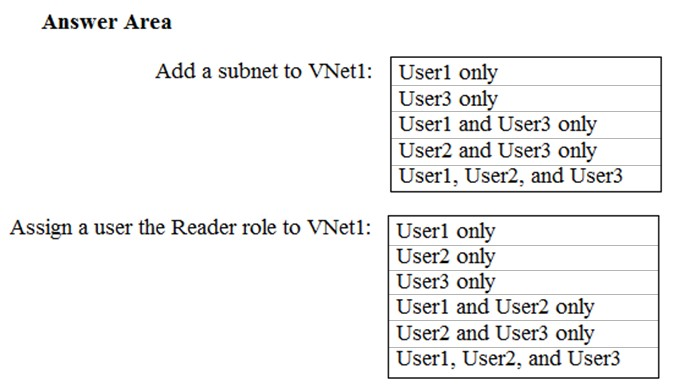 Answer Area
Add a subnet to VNet1:
User1 only
User3 only
User1 and User3 only
User2 and User3 only
User1, User2, and User3
Assign a user the Reader role to VNet1:
User1 only
User2 only
User3 only
User1 and User2 only
User2 and User3 only
User1, User2, and User3